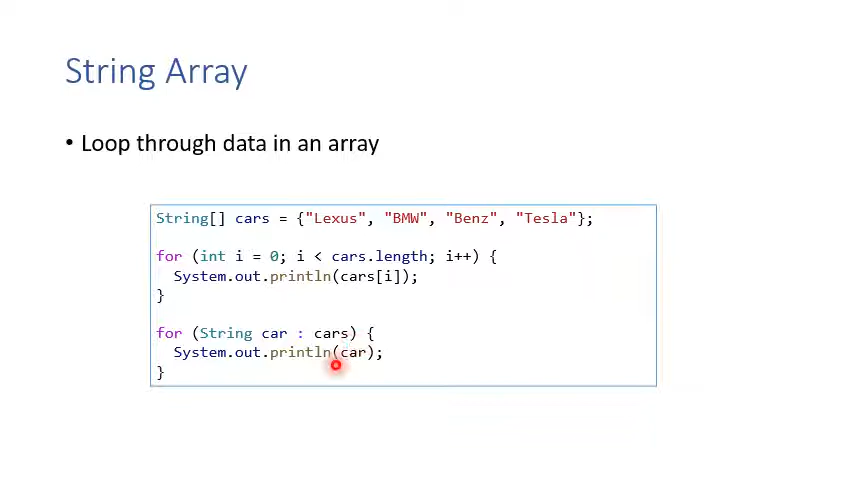 String Array
• Loop through data in an array
String[] cars = {"Lexus", "BMW", "Benz", "Tesla"};
for (int i = 0; i < cars.length; i++) {
  System.out.println(cars[i]);
}
for (String car : cars) {
  System.out.println(car);
}